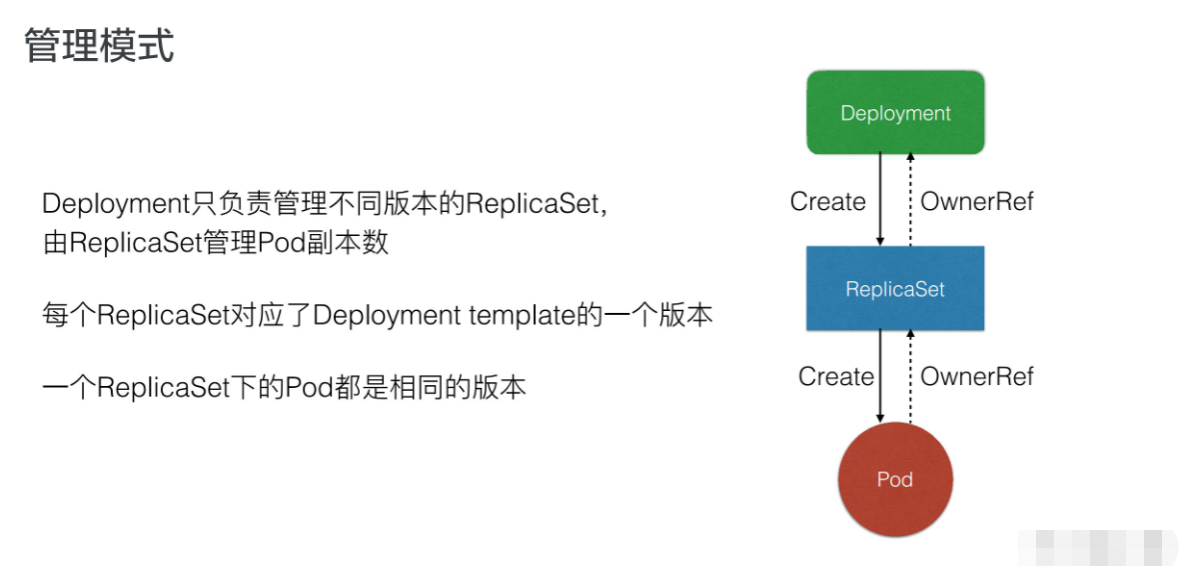 管理模式
Deployment只负责管理不同版本的ReplicaSet，
由ReplicaSet管理Pod副本数
每个ReplicaSet对应了Deployment template的一个版本
一个ReplicaSet下的Pod都是相同的版本
Deployment
Create
OwnerRef
ReplicaSet
Create
OwnerRef
Pod